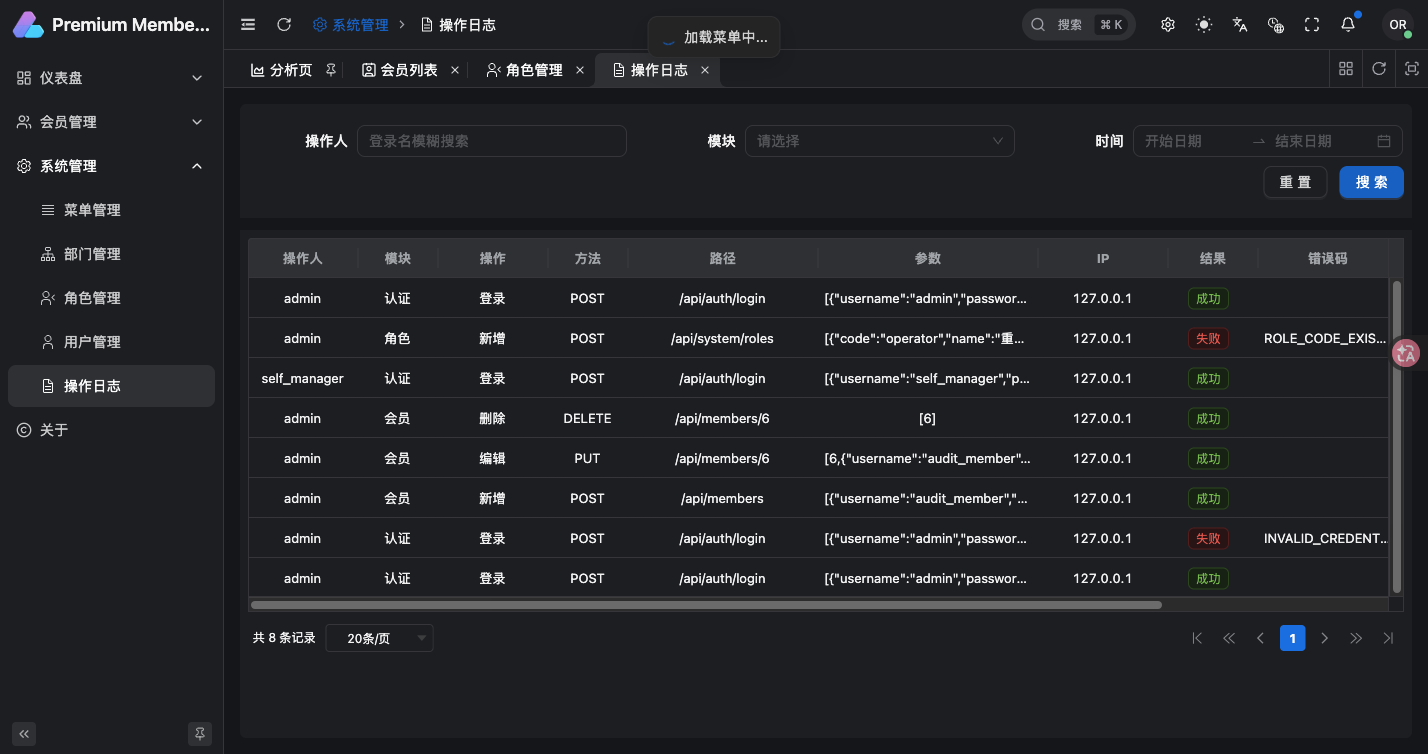 Premium Membe...
系统管理
操作日志
加载菜单中...
搜索
⌘ K
OR
分析页
会员列表
角色管理
操作日志
仪表盘
会员管理
系统管理
菜单管理
部门管理
角色管理
用户管理
操作日志
关于
操作人 登录名模糊搜索
模块 请选择
时间 开始日期 结束日期
重 置 搜 索
操作人 模块 操作 方法 路径 参数 IP 结果 错误码
admin 认证 登录 POST /api/auth/login [{"username":"admin","passwor... 127.0.0.1 成功
admin 角色 新增 POST /api/system/roles [{"code":"operator","name":"重... 127.0.0.1 失败 ROLE_CODE_EXIS...
self_manager 认证 登录 POST /api/auth/login [{"username":"self_manager","p... 127.0.0.1 成功
admin 会员 删除 DELETE /api/members/6 [6] 127.0.0.1 成功
admin 会员 编辑 PUT /api/members/6 [6,{"username":"audit_member"... 127.0.0.1 成功
admin 会员 新增 POST /api/members [{"username":"audit_member","... 127.0.0.1 成功
admin 认证 登录 POST /api/auth/login [{"username":"admin","passwor... 127.0.0.1 失败 INVALID_CREDENT...
admin 认证 登录 POST /api/auth/login [{"username":"admin","passwor... 127.0.0.1 成功
共 8 条记录 20条/页 1